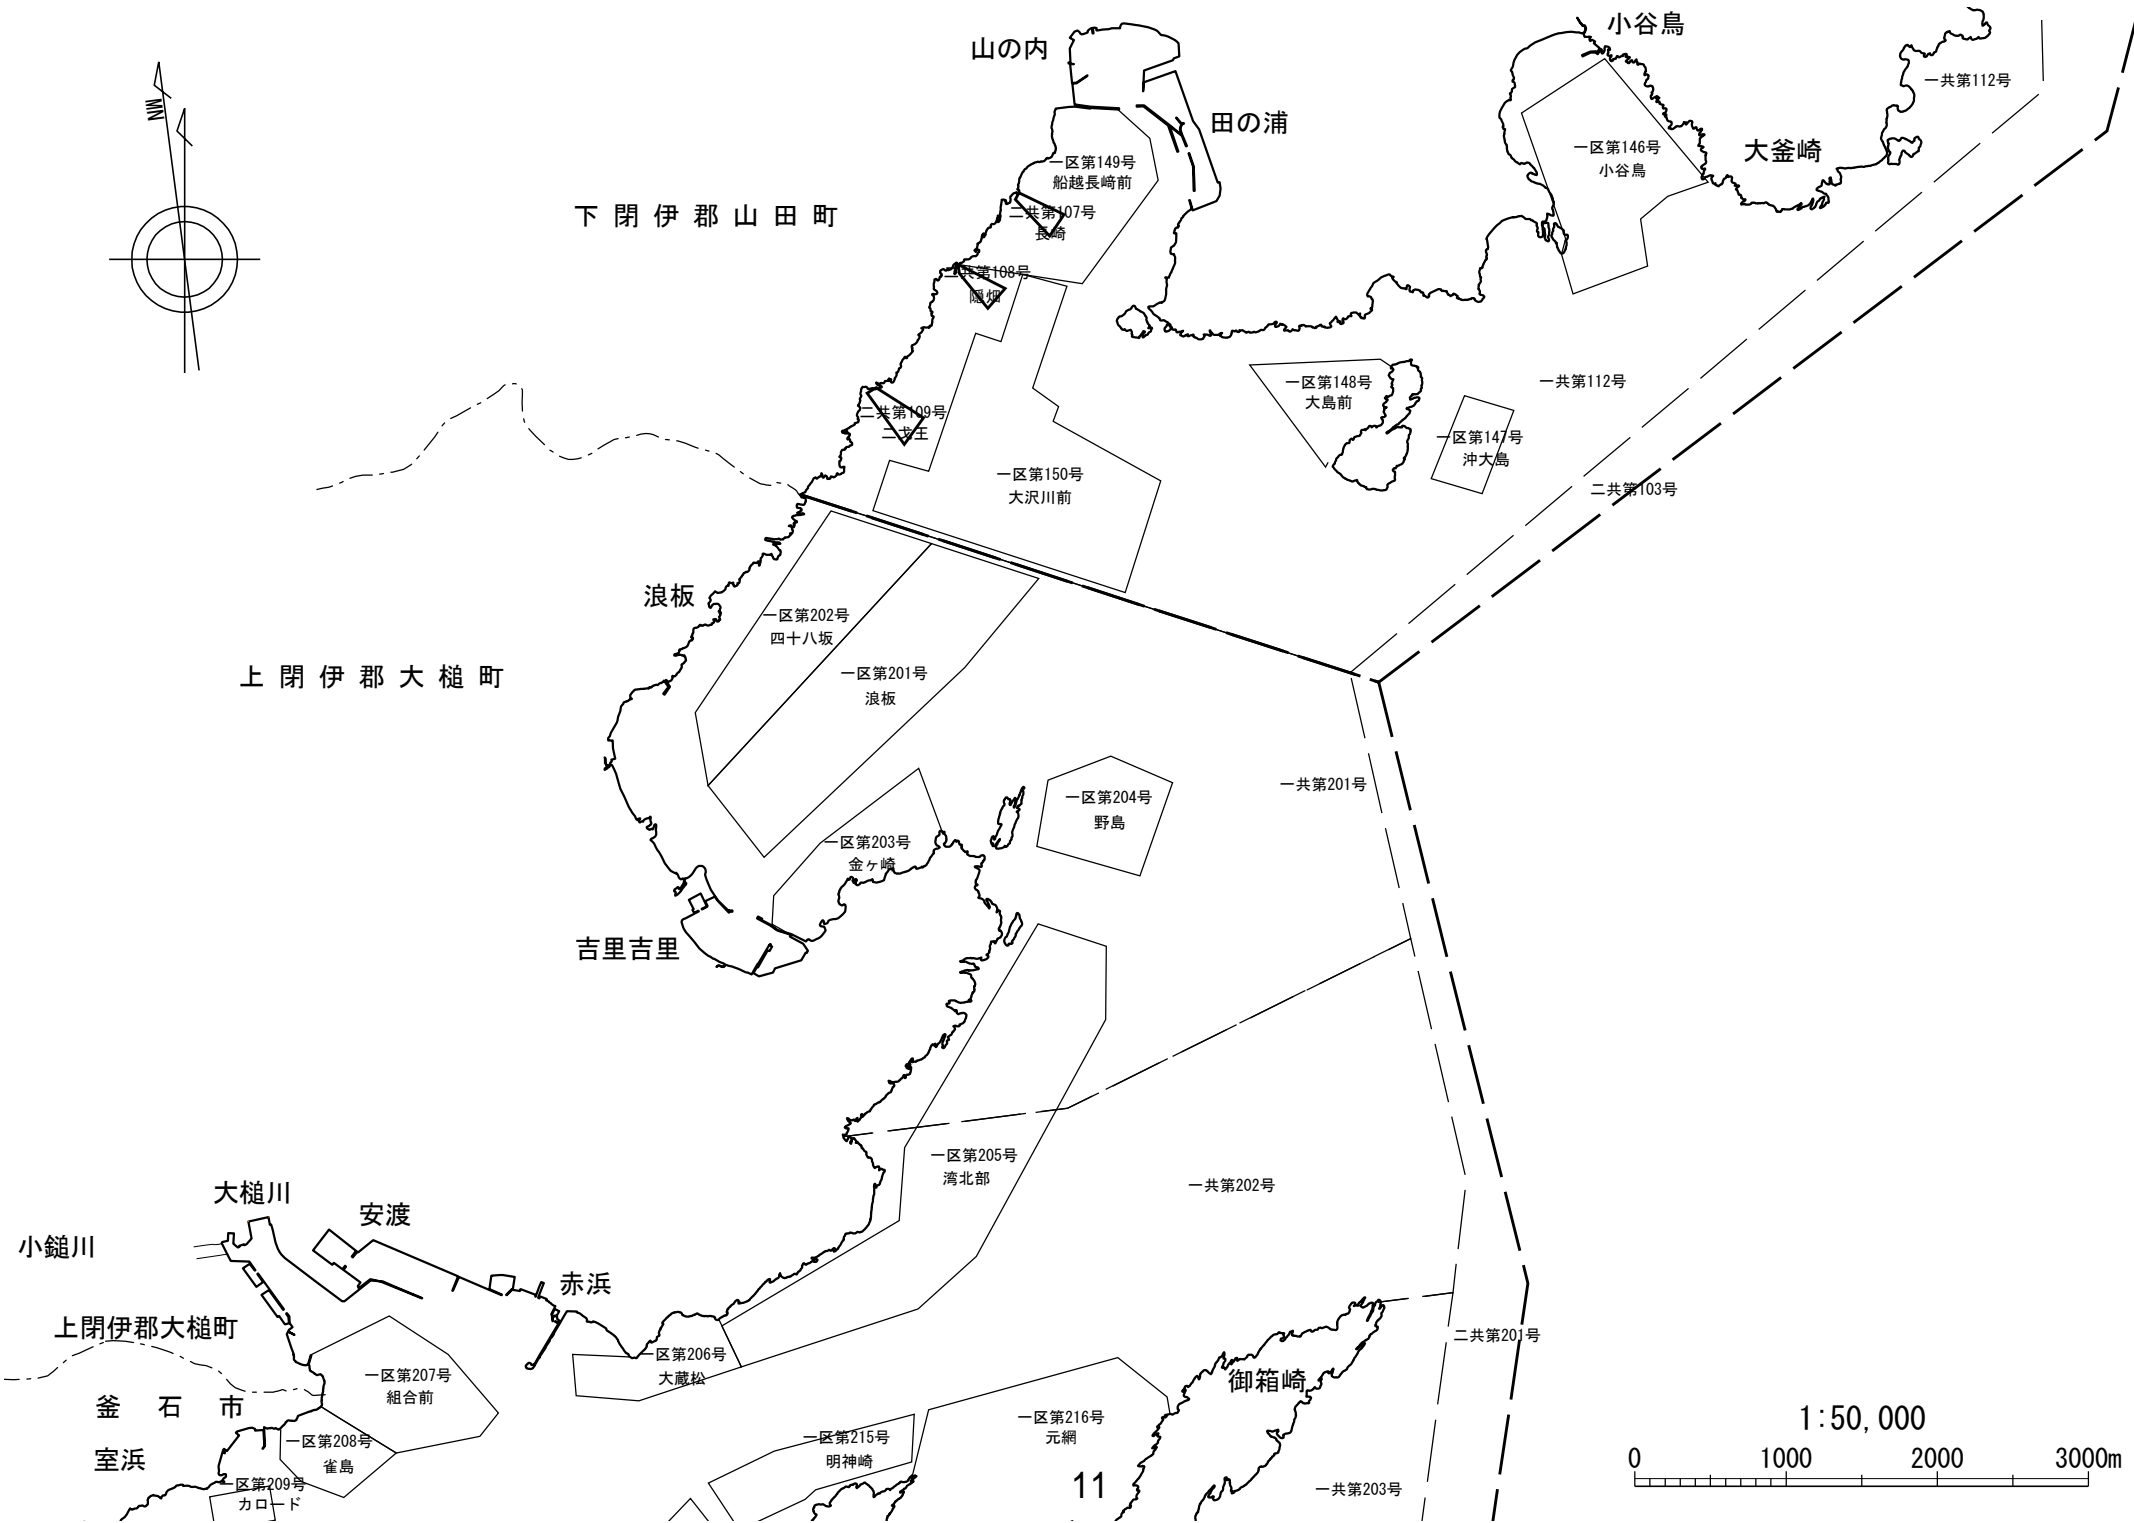 小谷鳥
山の内
一共第112号
MN
田の浦
一区第146号
小谷鳥
大釜崎
一区第149号
船越長崎前
下閉伊郡山田町
二共第107号
長崎
二共第108号
隠畑
一区第148号
大島前
一共第112号
二共第109号
二戈王
一区第147号
沖大島
一区第150号
大沢川前
二共第103号
浪板
一区第202号
四十八坂
上閉伊郡大槌町
一区第201号
浪板
一共第201号
一区第204号
野島
一区第203号
金ヶ崎
吉里吉里
一区第205号
湾北部
一共第202号
大槌川
安渡
小鎚川
赤浜
上閉伊郡大槌町
二共第201号
一区第206号
大蔵松
一区第207号
組合前
御箱崎
釜石市
一区第216号
元網
1:50,000
一区第215号
明神崎
一区第208号
雀島
室浜
0 1000 2000 3000m
一区第209号
カロード
11
一共第203号